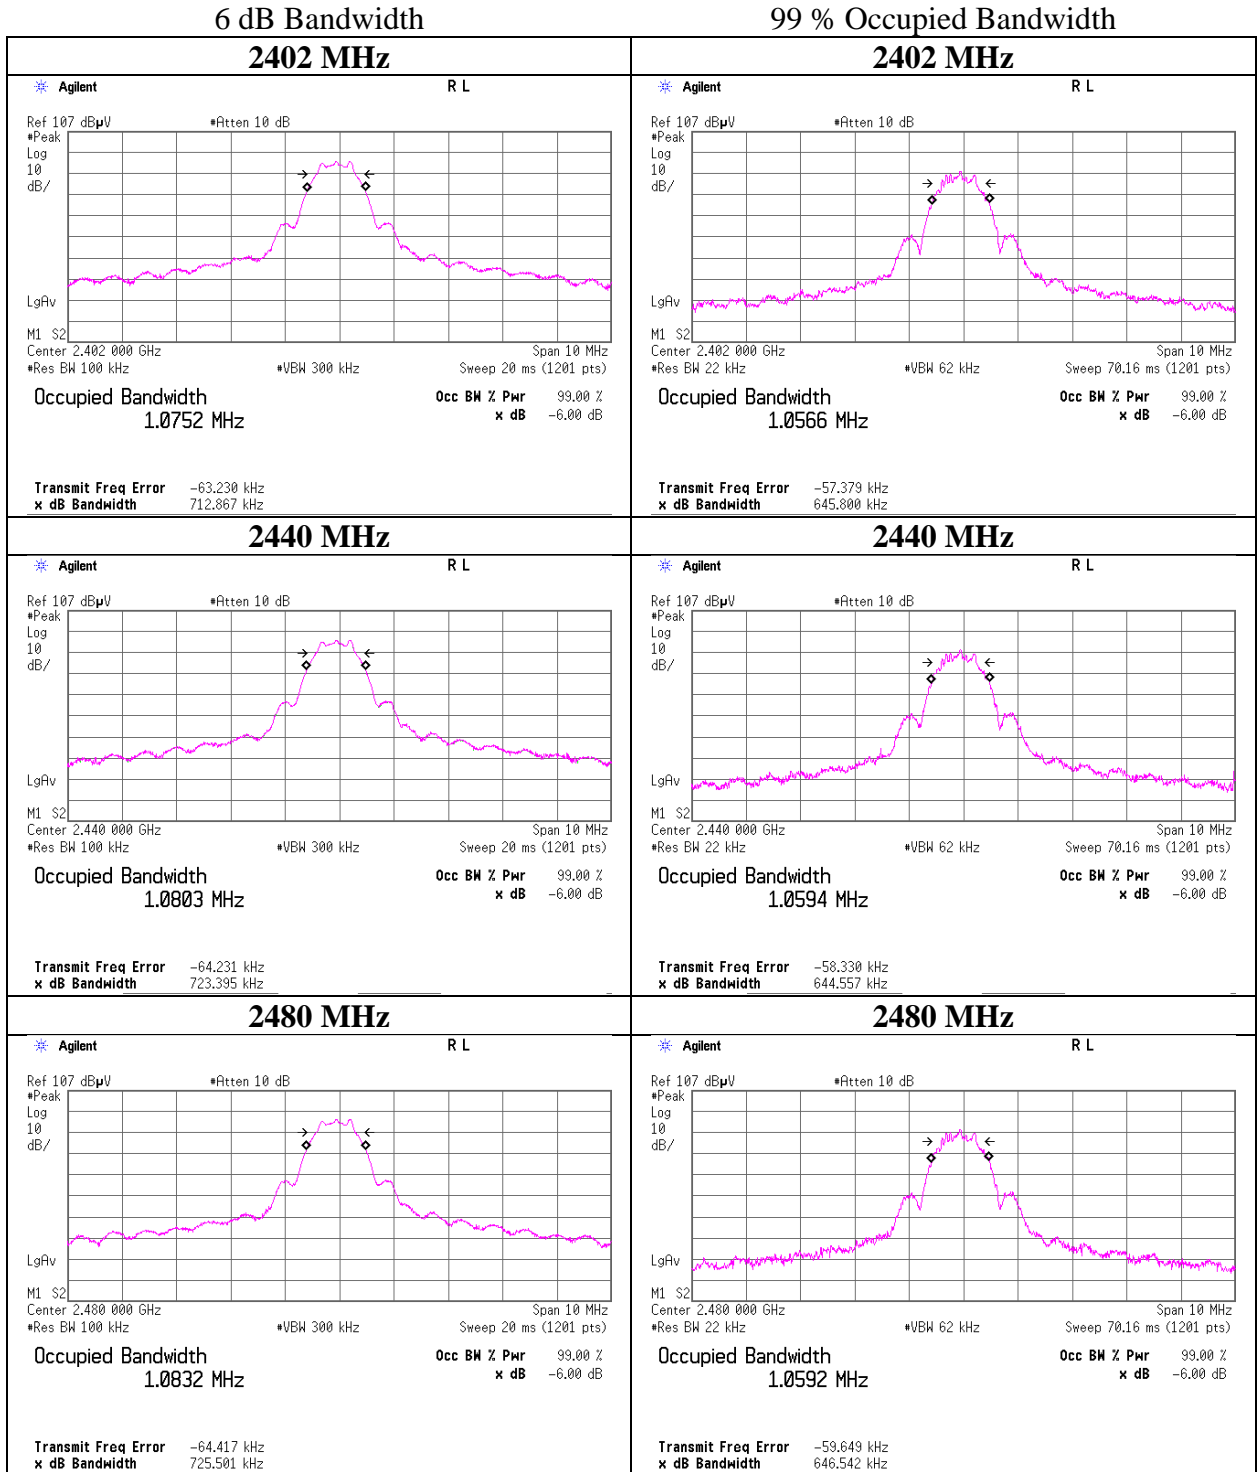 6 dB Bandwidth
99 % Occupied Bandwidth
2402 MHz
2402 MHz
Agilent
R L
Ref 107 dBµV
#Atten 10 dB
#Peak
Log
10
dB/
LgAv
M1 S2
Center 2.402 000 GHz
Span 10 MHz
#Res BW 100 kHz
#VBW 300 kHz
Sweep 20 ms (1201 pts)
Occupied Bandwidth
1.0752 MHz
Occ BW % Pwr 99.00 %
x dB -6.00 dB
Transmit Freq Error -63.230 kHz
x dB Bandwidth 712.867 kHz
Agilent
R L
Ref 107 dBµV
#Atten 10 dB
#Peak
Log
10
dB/
LgAv
M1 S2
Center 2.402 000 GHz
Span 10 MHz
#Res BW 22 kHz
#VBW 62 kHz
Sweep 70.16 ms (1201 pts)
Occupied Bandwidth
1.0566 MHz
Occ BW % Pwr 99.00 %
x dB -6.00 dB
Transmit Freq Error -57.379 kHz
x dB Bandwidth 645.800 kHz
2440 MHz
2440 MHz
Agilent
R L
Ref 107 dBµV
#Atten 10 dB
#Peak
Log
10
dB/
LgAv
M1 S2
Center 2.440 000 GHz
Span 10 MHz
#Res BW 100 kHz
#VBW 300 kHz
Sweep 20 ms (1201 pts)
Occupied Bandwidth
1.0803 MHz
Occ BW % Pwr 99.00 %
x dB -6.00 dB
Transmit Freq Error -64.231 kHz
x dB Bandwidth 723.395 kHz
Agilent
R L
Ref 107 dBµV
#Atten 10 dB
#Peak
Log
10
dB/
LgAv
M1 S2
Center 2.440 000 GHz
Span 10 MHz
#Res BW 22 kHz
#VBW 62 kHz
Sweep 70.16 ms (1201 pts)
Occupied Bandwidth
1.0594 MHz
Occ BW % Pwr 99.00 %
x dB -6.00 dB
Transmit Freq Error -58.330 kHz
x dB Bandwidth 644.557 kHz
2480 MHz
2480 MHz
Agilent
R L
Ref 107 dBµV
#Atten 10 dB
#Peak
Log
10
dB/
LgAv
M1 S2
Center 2.480 000 GHz
Span 10 MHz
#Res BW 100 kHz
#VBW 300 kHz
Sweep 20 ms (1201 pts)
Occupied Bandwidth
1.0832 MHz
Occ BW % Pwr 99.00 %
x dB -6.00 dB
Transmit Freq Error -64.417 kHz
x dB Bandwidth 725.501 kHz
Agilent
R L
Ref 107 dBµV
#Atten 10 dB
#Peak
Log
10
dB/
LgAv
M1 S2
Center 2.480 000 GHz
Span 10 MHz
#Res BW 22 kHz
#VBW 62 kHz
Sweep 70.16 ms (1201 pts)
Occupied Bandwidth
1.0592 MHz
Occ BW % Pwr 99.00 %
x dB -6.00 dB
Transmit Freq Error -59.649 kHz
x dB Bandwidth 646.542 kHz